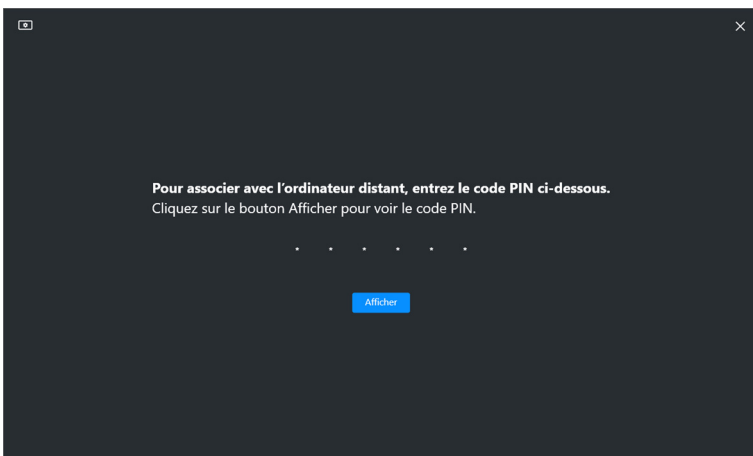 Pour associer avec l’ordinateur distant, entrez le code PIN ci-dessous.
Cliquez sur le bouton Afficher pour voir le code PIN.
* * * * * *
Afficher